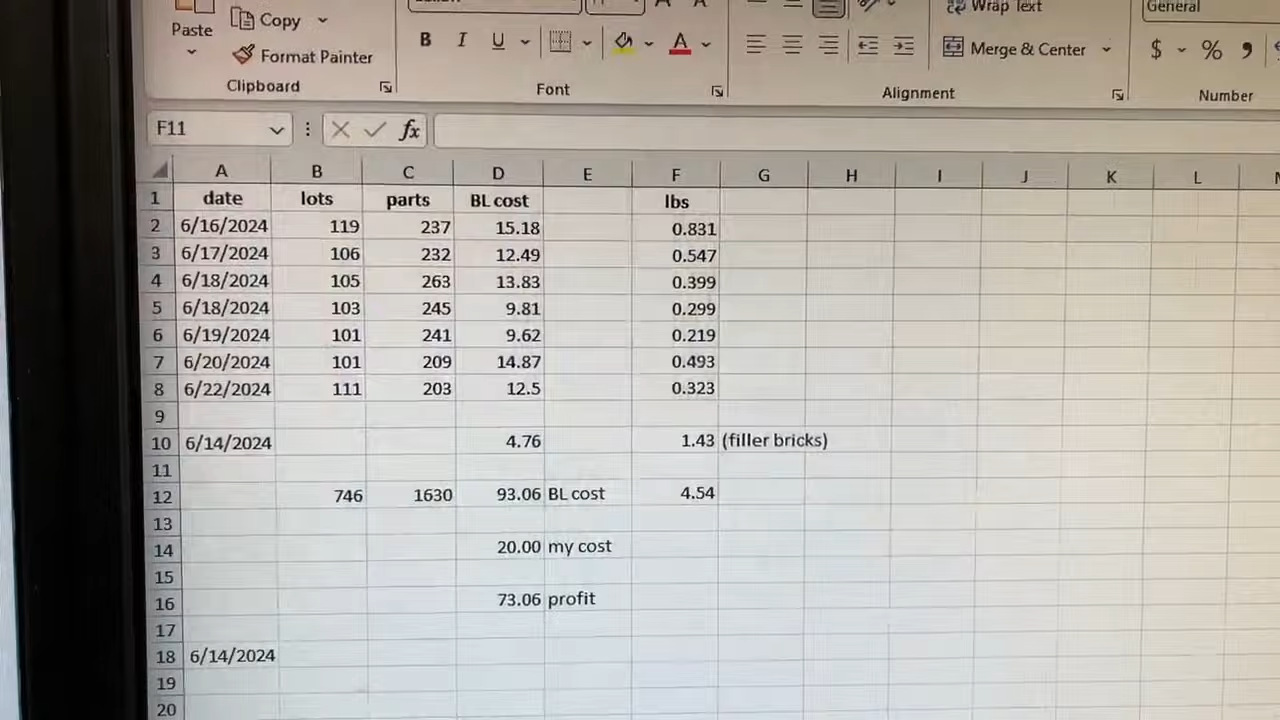 Paste Copy
Format Painter
B I U A
Wrap Text
Merge & Center
General
$ % 9
Clipboard Font Alignment Number
F11 fx
A B C D E F G H I J K L
1 date lots parts BL cost lbs
2 6/16/2024 119 237 15.18 0.831
3 6/17/2024 106 232 12.49 0.547
4 6/18/2024 105 263 13.83 0.399
5 6/18/2024 103 245 9.81 0.299
6 6/19/2024 101 241 9.62 0.219
7 6/20/2024 101 209 14.87 0.493
8 6/22/2024 111 203 12.5 0.323
9
10 6/14/2024 4.76 1.43 (filler bricks)
11
12 746 1630 93.06 BL cost 4.54
13
14 20.00 my cost
15
16 73.06 profit
17
18 6/14/2024
19
20